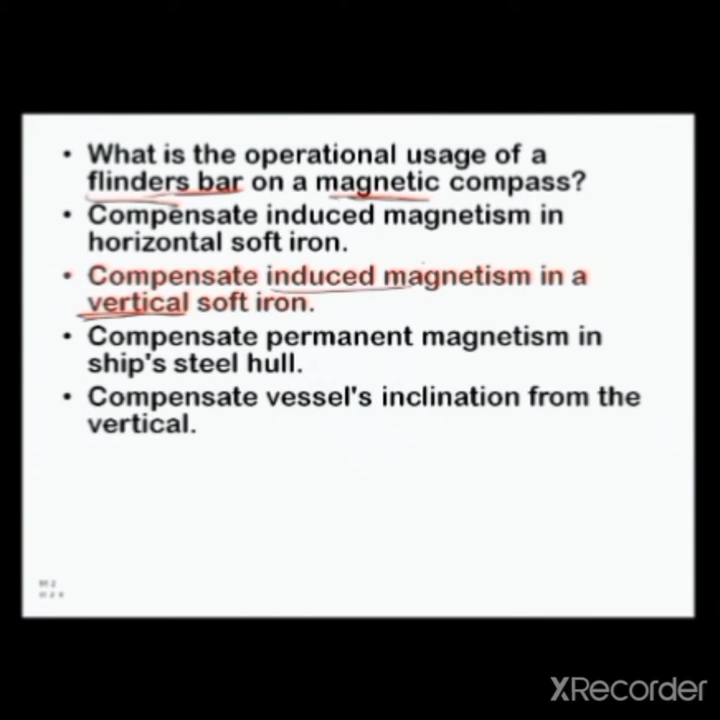 • What is the operational usage of a
flinders bar on a magnetic compass?
• Compensate induced magnetism in
horizontal soft iron.
• Compensate induced magnetism in a
vertical soft iron.
• Compensate permanent magnetism in
ship's steel hull.
• Compensate vessel's inclination from the
vertical.
XRecorder